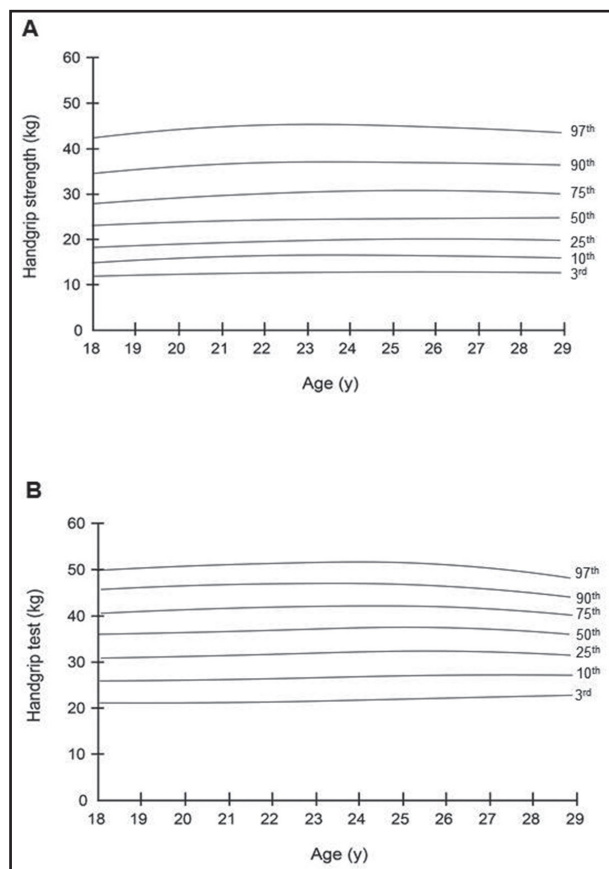 A
60
50
40
30
20
10
0
Handgrip strength (kg)
97th
90th
75th
50th
25th
10th
3rd
18 19 20 21 22 23 24 25 26 27 28 29
Age (y)
B
60
50
40
30
20
10
0
Handgrip test (kg)
97th
90th
75th
50th
25th
10th
3rd
18 19 20 21 22 23 24 25 26 27 28 29
Age (y)